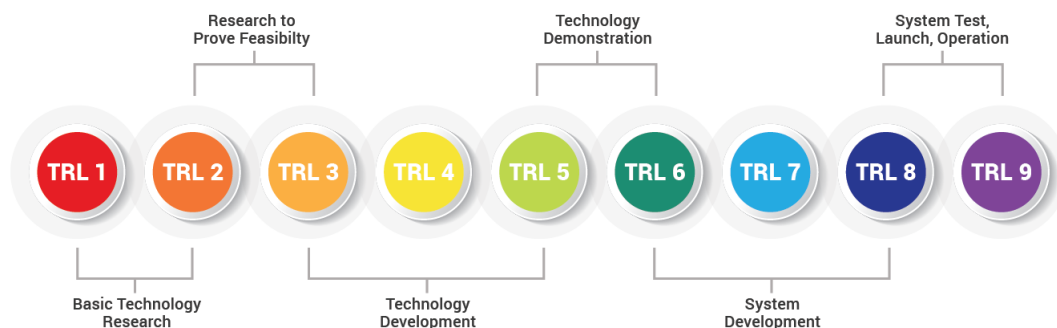 Research to
Prove Feasibilty
Technology
Demonstration
System Test,
Launch, Operation
TRL 1
TRL 2
TRL 3
TRL 4
TRL 5
TRL 6
TRL 7
TRL 8
TRL 9
Basic Technology
Research
Technology
Development
System
Development